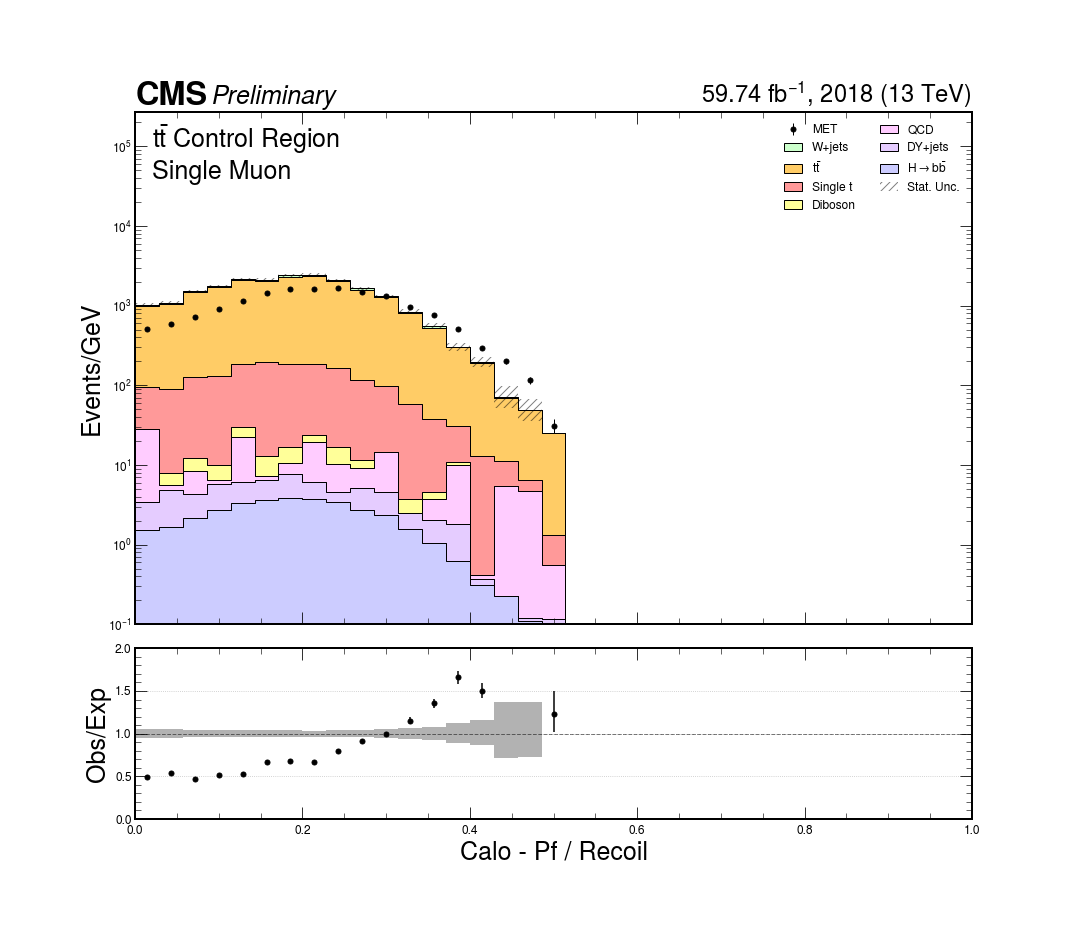 CMS Preliminary 59.74 fb⁻¹, 2018 (13 TeV)
tt̄ Control Region
Single Muon
MET
W+jets
tt̄
Single t
Diboson
QCD
DY+jets
H→bb̄
Stat. Unc.
Events/GeV
10⁵
10⁴
10³
10²
10¹
10⁰
10⁻¹
Obs/Exp
2.0
1.5
1.0
0.5
0.0
0.0 0.2 0.4 0.6 0.8 1.0
Calo - Pf / Recoil